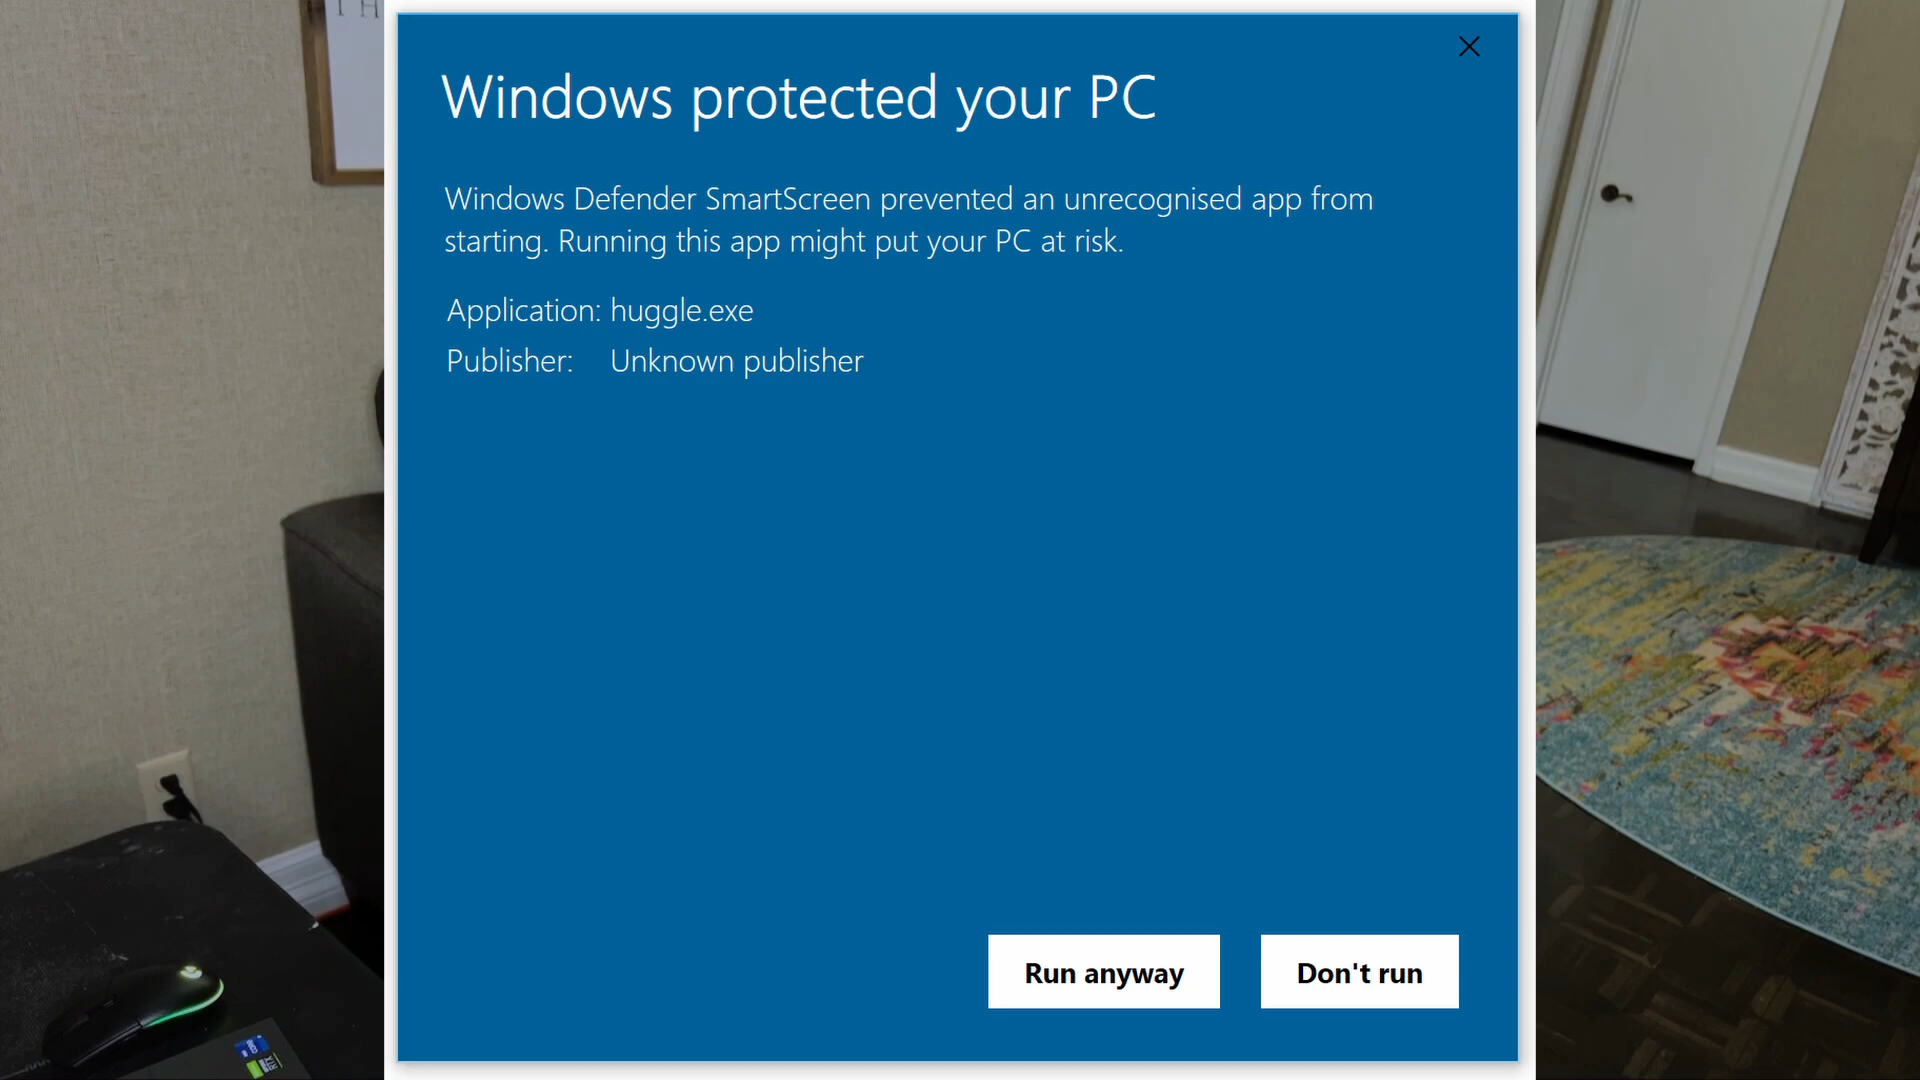 Windows protected your PC
Windows Defender SmartScreen prevented an unrecognised app from
starting. Running this app might put your PC at risk.
Application: huggle.exe
Publisher: Unknown publisher
Run anyway
Don't run